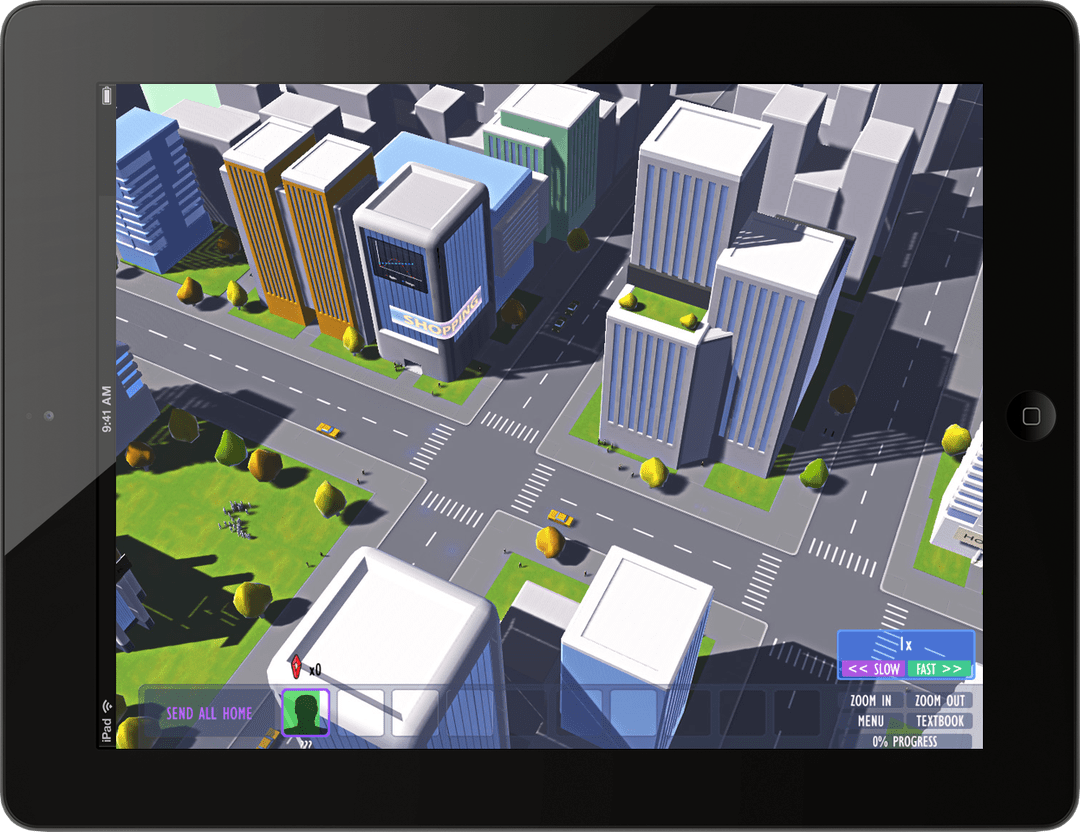 9:41 AM
iPad
SHOPPING
HO
x0
SEND ALL HOME
1x
<< SLOW
FAST >>
ZOOM IN
ZOOM OUT
MENU
TEXTBOOK
0% PROGRESS